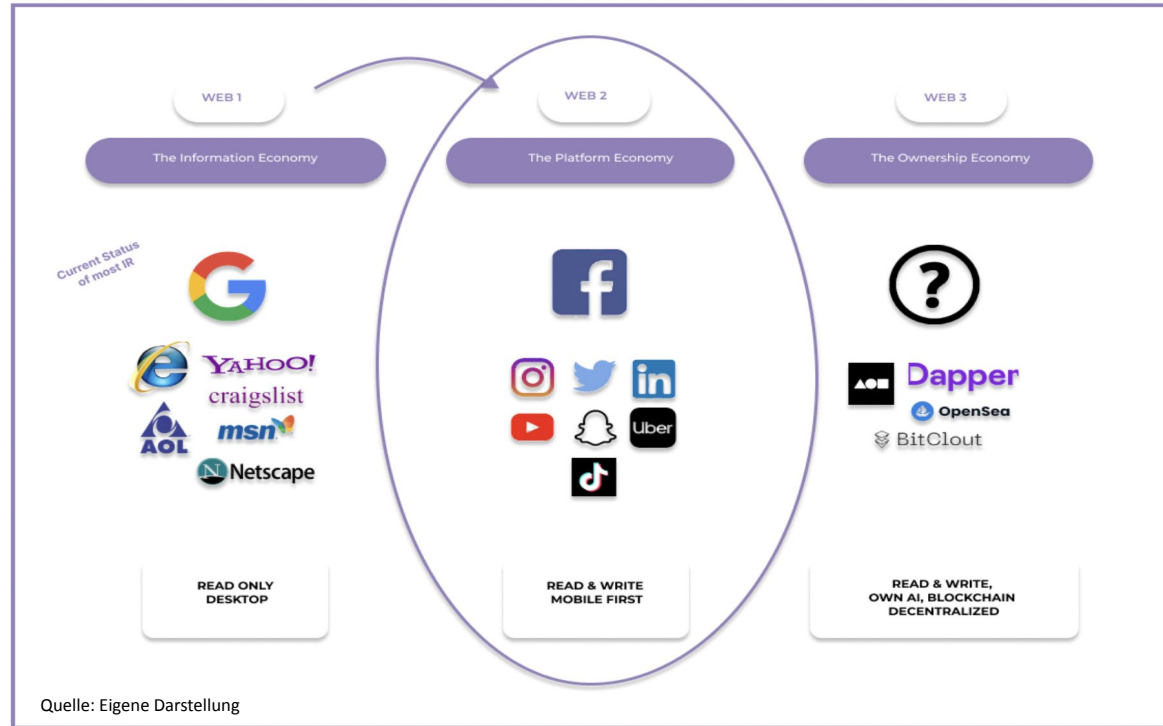 WEB 1
WEB 2
WEB 3
The Information Economy
The Platform Economy
The Ownership Economy
Current Status
of most IR
YAHOO!
craigslist
AOL
msn
Netscape
in
Uber
?
Dapper
OpenSea
BitClout
READ ONLY
DESKTOP
READ & WRITE
MOBILE FIRST
READ & WRITE,
OWN AI, BLOCKCHAIN
DECENTRALIZED
Quelle: Eigene Darstellung